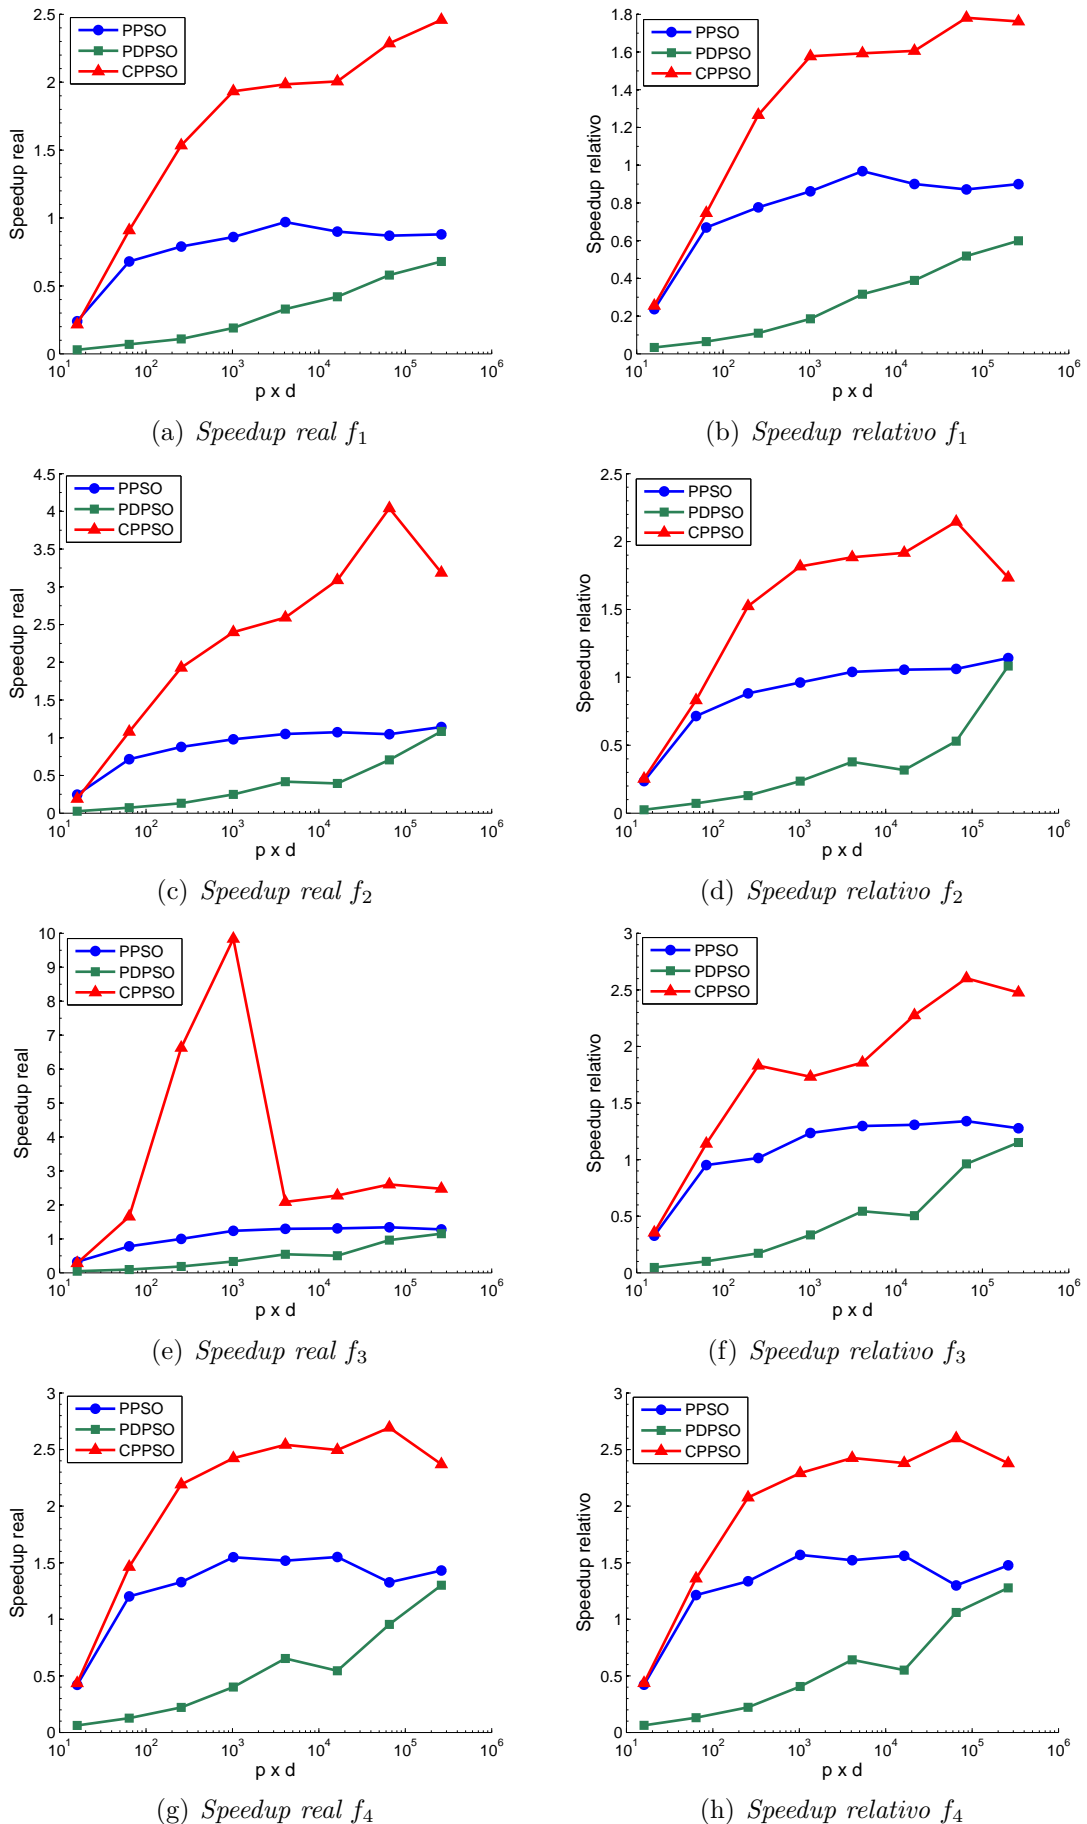 PPSO
PDPSO
CPPSO
2.5
2
1.5
1
0.5
0
Speedup real
10^1 10^2 10^3 10^4 10^5 10^6
p x d
(a) Speedup real f₁
PPSO
PDPSO
CPPSO
1.8
1.6
1.4
1.2
1
0.8
0.6
0.4
0.2
0
Speedup relativo
10^1 10^2 10^3 10^4 10^5 10^6
p x d
(b) Speedup relativo f₁
PPSO
PDPSO
CPPSO
4.5
4
3.5
3
2.5
2
1.5
1
0.5
0
Speedup real
10^1 10^2 10^3 10^4 10^5 10^6
p x d
(c) Speedup real f₂
PPSO
PDPSO
CPPSO
2.5
2
1.5
1
0.5
0
Speedup relativo
10^1 10^2 10^3 10^4 10^5 10^6
p x d
(d) Speedup relativo f₂
PPSO
PDPSO
CPPSO
10
9
8
7
6
5
4
3
2
1
0
Speedup real
10^1 10^2 10^3 10^4 10^5 10^6
p x d
(e) Speedup real f₃
PPSO
PDPSO
CPPSO
3
2.5
2
1.5
1
0.5
0
Speedup relativo
10^1 10^2 10^3 10^4 10^5 10^6
p x d
(f) Speedup relativo f₃
PPSO
PDPSO
CPPSO
3
2.5
2
1.5
1
0.5
0
Speedup real
10^1 10^2 10^3 10^4 10^5 10^6
p x d
(g) Speedup real f₄
PPSO
PDPSO
CPPSO
3
2.5
2
1.5
1
0.5
0
Speedup relativo
10^1 10^2 10^3 10^4 10^5 10^6
p x d
(h) Speedup relativo f₄